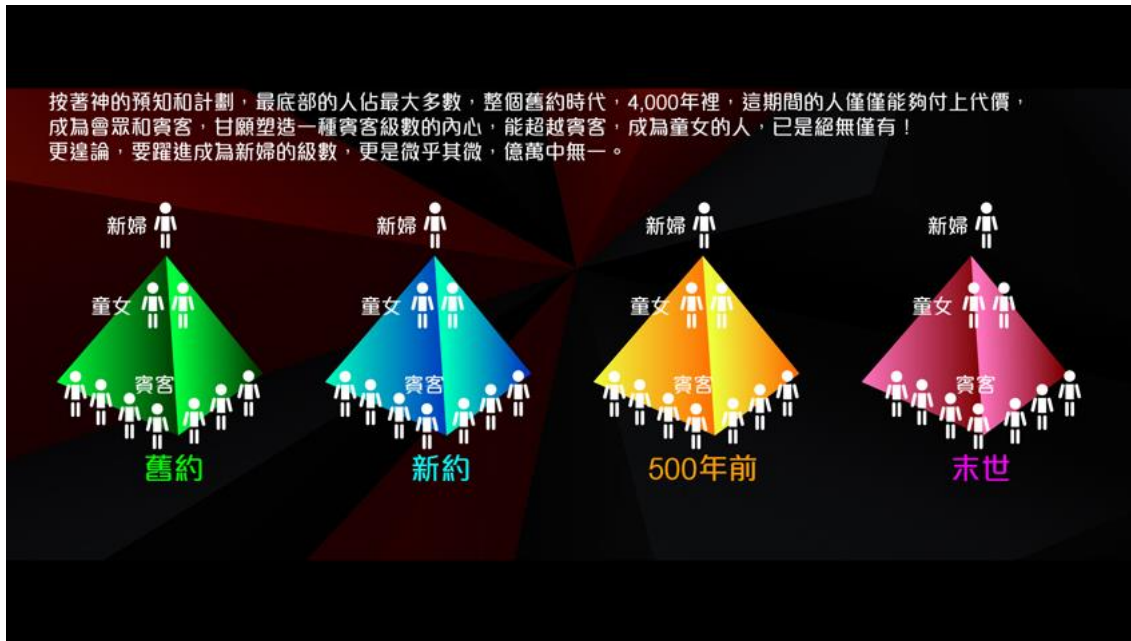 按著神的預知和計劃，最底部的人佔最大多數，整個舊約時代，4,000年裡，這期間的人僅僅能夠付上代價，
成為會眾和賓客，甘願塑造一種賓客級數的內心，能超越賓客，成為童女的人，已是絕無僅有！
更遑論，要躍進成為新婦的級數，更是微乎其微，億萬中無一。
新婦
童女
賓客
舊約
新婦
童女
賓客
新約
新婦
童女
賓客
500年前
新婦
童女
賓客
末世